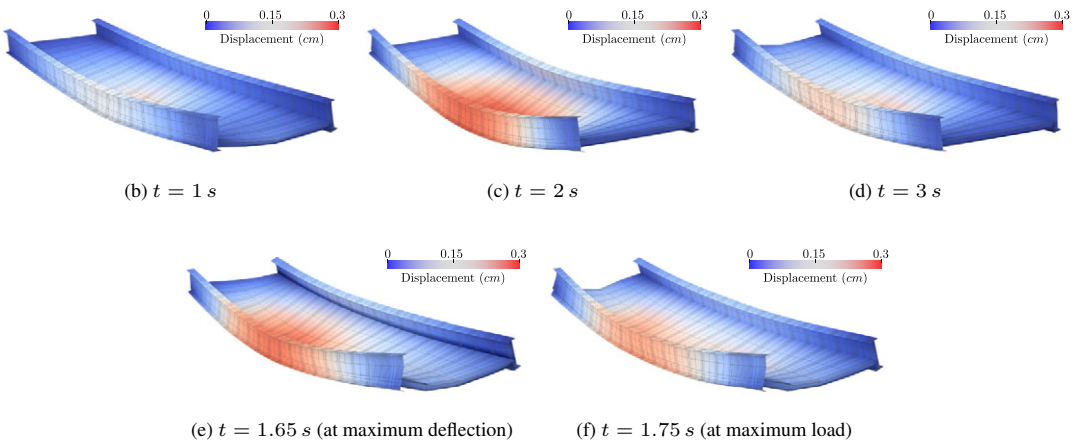 0 0.15 0.3
Displacement (cm)
0 0.15 0.3
Displacement (cm)
0 0.15 0.3
Displacement (cm)
(b) t = 1 s
(c) t = 2 s
(d) t = 3 s
0 0.15 0.3
Displacement (cm)
0 0.15 0.3
Displacement (cm)
(e) t = 1.65 s (at maximum deflection)
(f) t = 1.75 s (at maximum load)